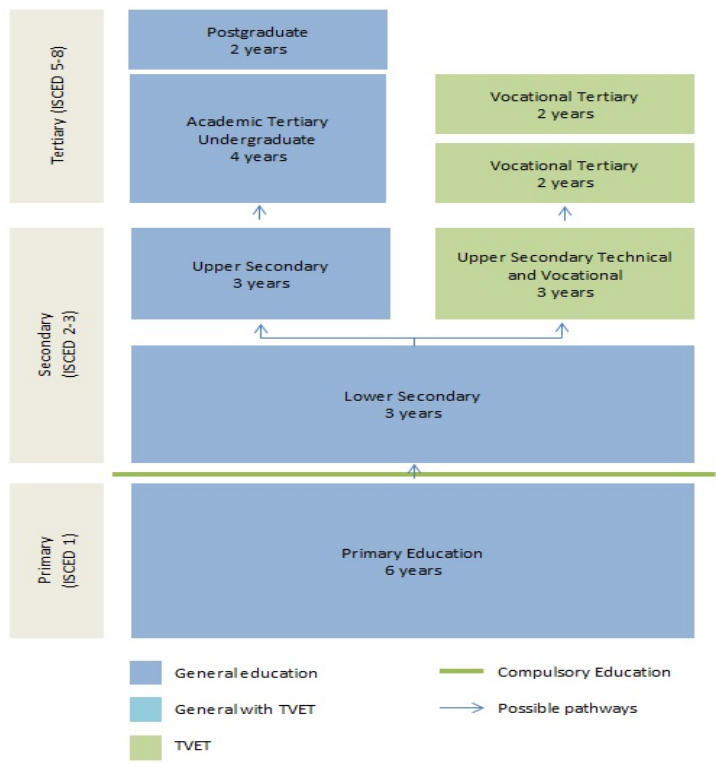 Tertiary (ISCED 5-8)
Postgraduate
2 years
Academic Tertiary
Undergraduate
4 years
Vocational Tertiary
2 years
Vocational Tertiary
2 years
Secondary
(ISCED 2-3)
Upper Secondary
3 years
Upper Secondary Technical
and Vocational
3 years
Lower Secondary
3 years
Primary
(ISCED 1)
Primary Education
6 years
General education
General with TVET
TVET
Compulsory Education
Possible pathways